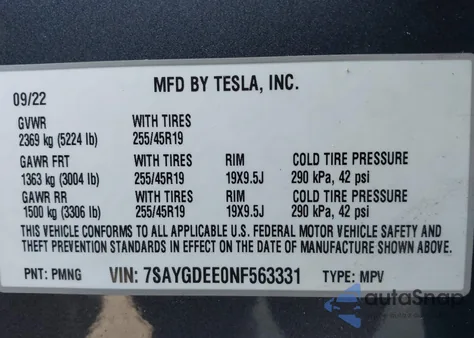 MFD BY TESLA, INC.
09/22
GVWR WITH TIRES
2369 kg (5224 lb) 255/45R19
GAWR FRT WITH TIRES RIM COLD TIRE PRESSURE
1363 kg (3004 lb) 255/45R19 19X9.5J 290 kPa, 42 psi
GAWR RR WITH TIRES RIM COLD TIRE PRESSURE
1500 kg (3306 lb) 255/45R19 19X9.5J 290 kPa, 42 psi
THIS VEHICLE CONFORMS TO ALL APPLICABLE U.S. FEDERAL MOTOR VEHICLE SAFETY AND
THEFT PREVENTION STANDARDS IN EFFECT ON THE DATE OF MANUFACTURE SHOWN ABOVE.
PNT: PMNG VIN: 7SAYGDEE0NF563331 TYPE: MPV
autoSnap